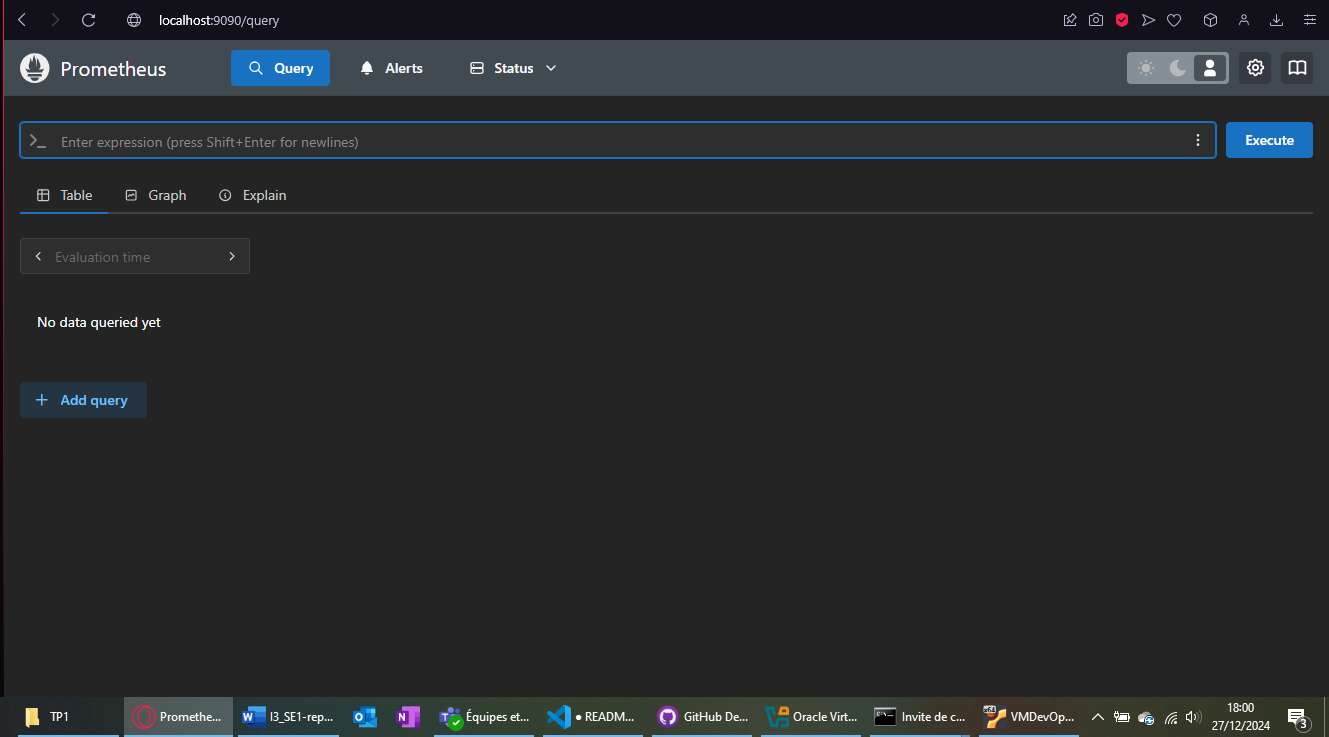 localhost:9090/query
Prometheus Query Alerts Status
Enter expression (press Shift+Enter for newlines) Execute
Table Graph Explain
Evaluation time
No data queried yet
Add query
TP1 Promethe... I3_SE1-rep... Équipes et... ● READM... GitHub De... Oracle Virt... Invite de c... VMDevOp... 18:00
27/12/2024 3